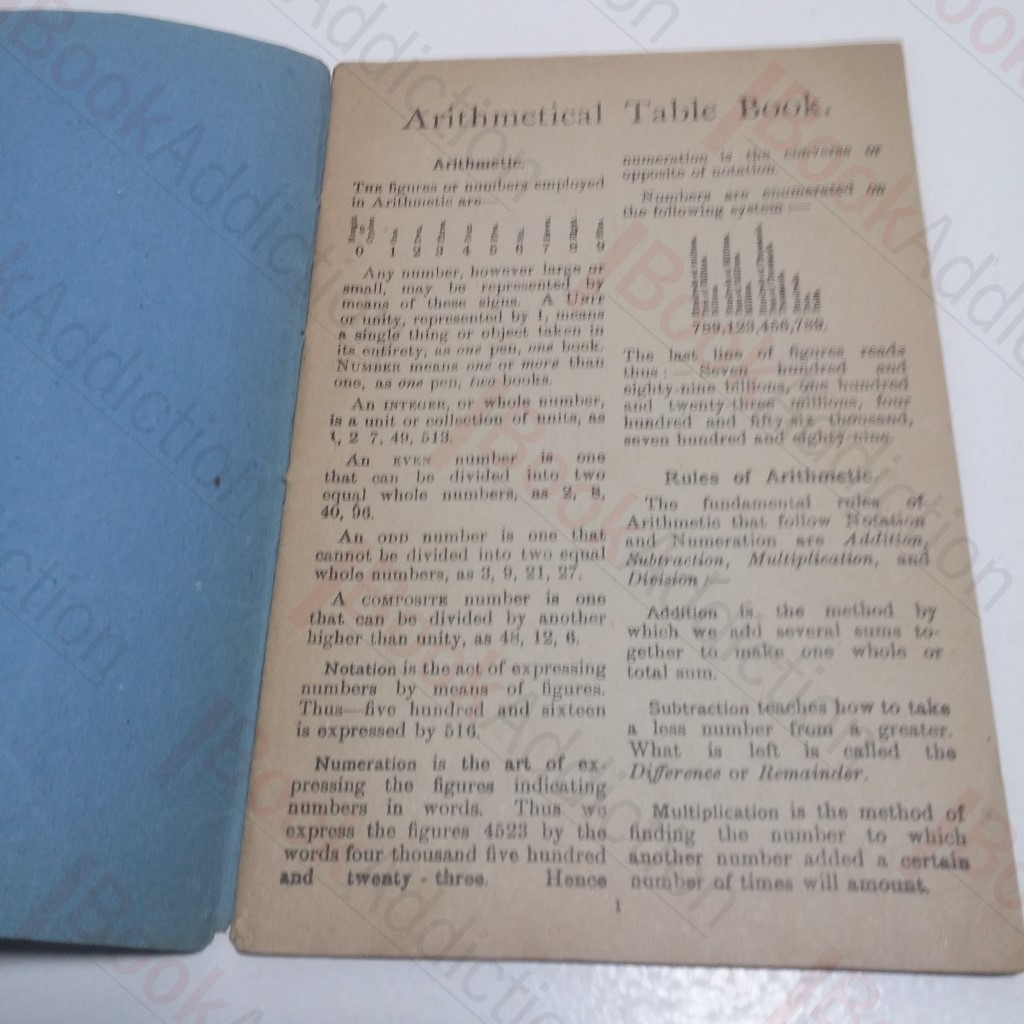 Arithmetical Table Book.
Arithmetic.
THE figures or numbers employed
in Arithmetic are—
0 1 2 3 4 5 6 7 8 9
Any number, however large or
small, may be represented by
means of these signs. A UNIT
or unity, represented by 1, means
a single thing or object taken in
its entirety, as one pen, one book.
NUMBER means one or more than
one, as one pen, two books.
An INTEGER, or whole number,
is a unit or collection of units, as
1, 2 7, 49, 513.
An EVEN number is one
that can be divided into two
equal whole numbers, as 2, 8,
40, 96.
An ODD number is one that
cannot be divided into two equal
whole numbers, as 3, 9, 21, 27.
A COMPOSITE number is one
that can be divided by another
higher than unity, as 48, 12, 6.
Notation is the act of expressing
numbers by means of figures.
Thus—five hundred and sixteen
is expressed by 516.
Numeration is the art of ex-
pressing the figures indicating
numbers in words. Thus we
express the figures 4523 by the
words four thousand five hundred
and twenty-three. Hence
numeration is the converse or
opposite of notation.
Numbers are enumerated on
the following system :—
789,123,456,789.
The last line of figures reads
thus :—Seven hundred and
eighty-nine billions, one hundred
and twenty-three millions, four
hundred and fifty-six thousand,
seven hundred and eighty-nine.
Rules of Arithmetic.
The fundamental rules of
Arithmetic that follow Notation
and Numeration are Addition,
Subtraction, Multiplication, and
Division :—
Addition is the method by
which we add several sums to-
gether to make one whole or
total sum.
Subtraction teaches how to take
a less number from a greater.
What is left is called the
Difference or Remainder.
Multiplication is the method of
finding the number to which
another number added a certain
number of times will amount.
1
BookAddiction